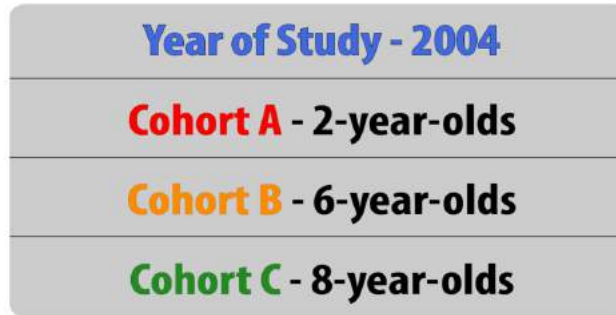 Year of Study - 2004
Cohort A - 2-year-olds
Cohort B - 6-year-olds
Cohort C - 8-year-olds